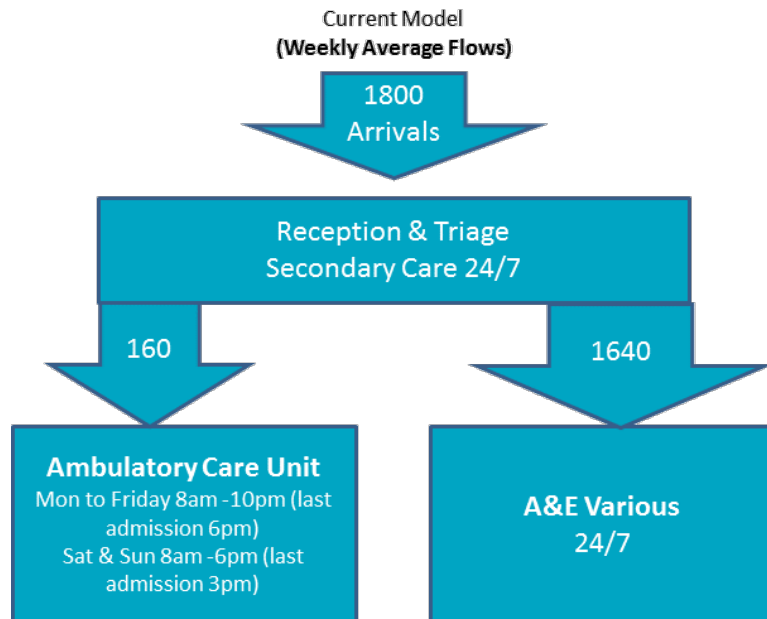 Current Model
(Weekly Average Flows)
1800
Arrivals
Reception & Triage
Secondary Care 24/7
160
1640
Ambulatory Care Unit
Mon to Friday 8am -10pm (last
admission 6pm)
Sat & Sun 8am -6pm (last
admission 3pm)
A&E Various
24/7